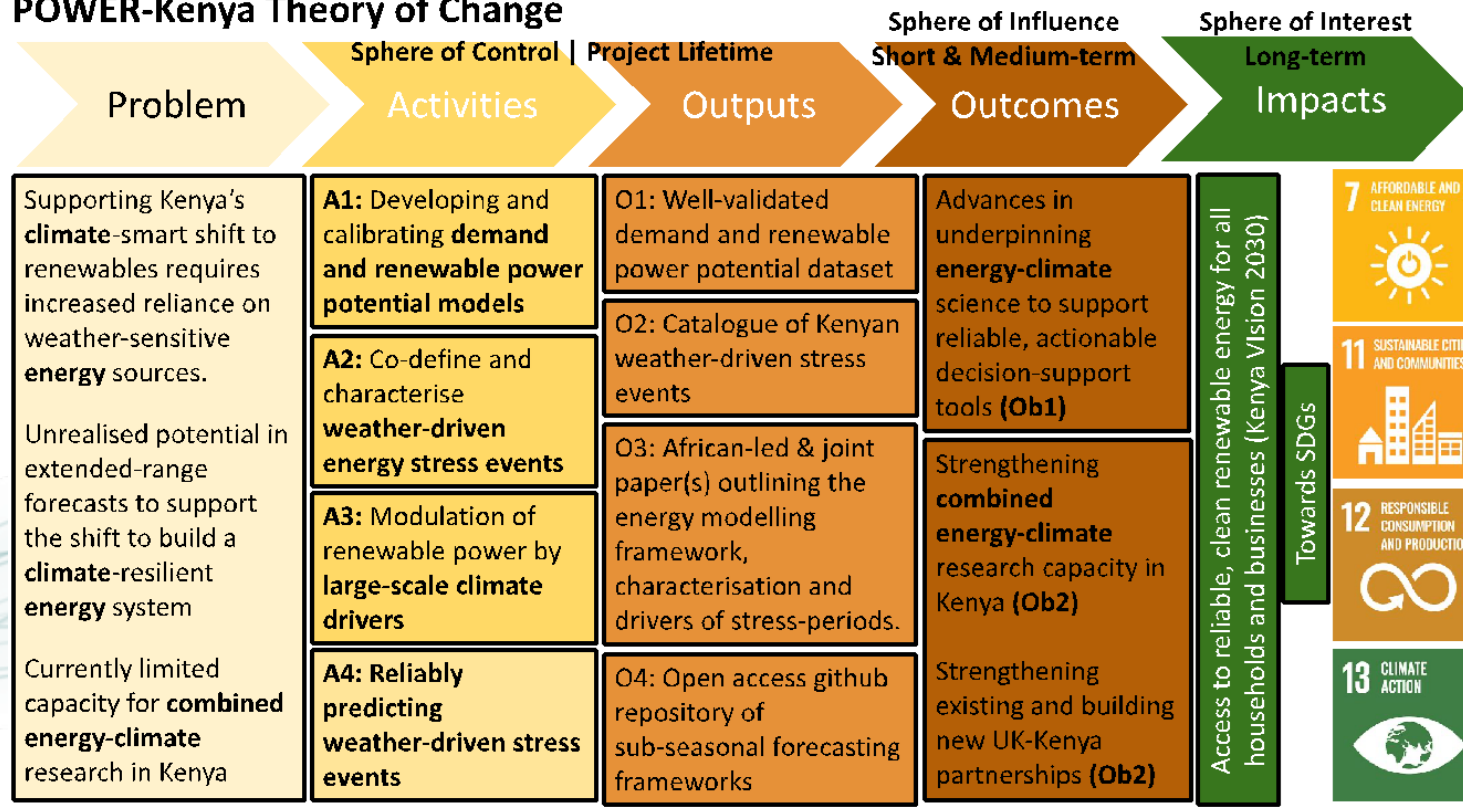 POWER-Kenya Theory of Change
Sphere of Control | Project Lifetime
Sphere of Influence
Short & Medium-term
Sphere of Interest
Long-term
Problem
Activities
Outputs
Outcomes
Impacts
Supporting Kenya's
climate-smart shift to
renewables requires
increased reliance on
weather-sensitive
energy sources.
Unrealised potential in
extended-range
forecasts to support
the shift to build a
climate-resilient
energy system
Currently limited
capacity for combined
energy-climate
research in Kenya
A1: Developing and
calibrating demand
and renewable power
potential models
A2: Co-define and
characterise
weather-driven
energy stress events
A3: Modulation of
renewable power by
large-scale climate
drivers
A4: Reliably
predicting
weather-driven stress
events
O1: Well-validated
demand and renewable
power potential dataset
O2: Catalogue of Kenyan
weather-driven stress
events
O3: African-led & joint
paper(s) outlining the
energy modelling
framework,
characterisation and
drivers of stress-periods.
O4: Open access github
repository of
sub-seasonal forecasting
frameworks
Advances in
underpinning
energy-climate
science to support
reliable, actionable
decision-support
tools (Ob1)
Strengthening
combined
energy-climate
research capacity in
Kenya (Ob2)
Strengthening
existing and building
new UK-Kenya
partnerships (Ob2)
Access to reliable, clean renewable energy for all
households and businesses (Kenya Vision 2030)
Towards SDGs
7 AFFORDABLE AND
CLEAN ENERGY
11 SUSTAINABLE CITI
AND COMMUNITIES
12 RESPONSIBLE
CONSUMPTION
AND PRODUCTIO
13 CLIMATE
ACTION